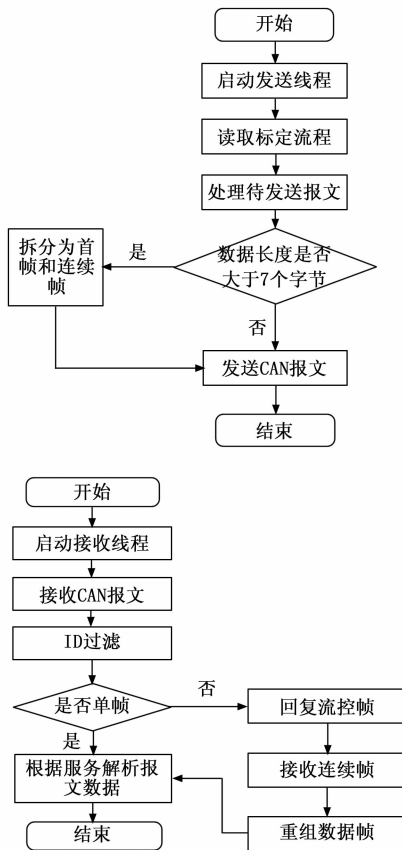 开始
启动发送线程
读取标定流程
处理待发送报文
拆分为首
帧和连续
帧
是
数据长度是否
大于7个字节
否
发送CAN报文
结束
开始
启动接收线程
接收CAN报文
ID过滤
是否单帧
否
回复流控帧
是
根据服务解析报
文数据
接收连续帧
结束
重组数据帧